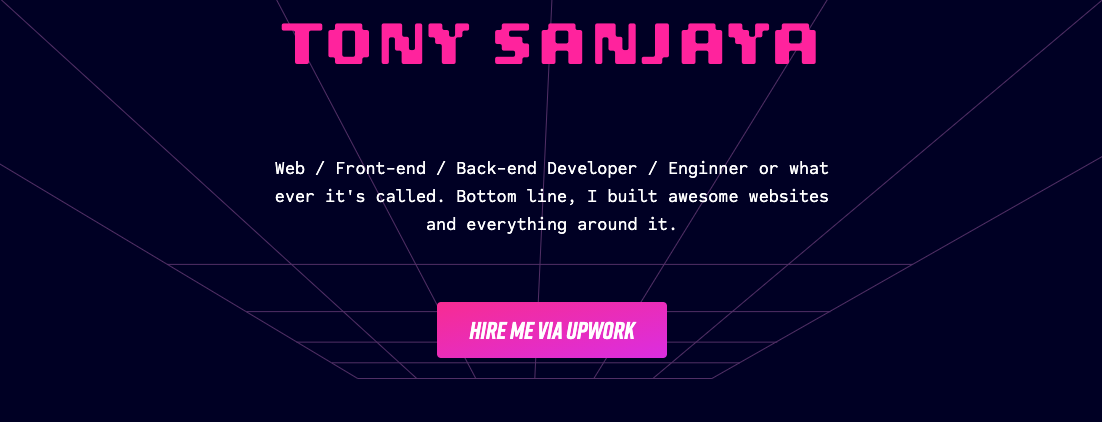 TONY SANJAYA
Web / Front-end / Back-end Developer / Enginner or what
ever it's called. Bottom line, I built awesome websites
and everything around it.
HIRE ME VIA UPWORK